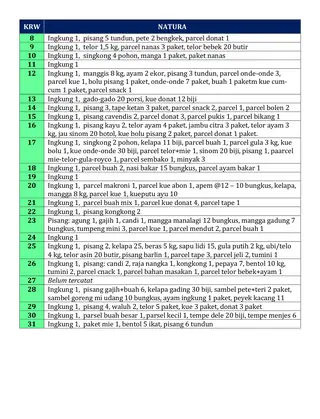 KRW NATURA
8 Ingkung 1, pisang 5 tundun, pete 2 bengkek, parcel donat 1
9 Ingkung 1, telor 1,5 kg, parcel nanas 3 paket, telor bebek 20 butir
10 Ingkung 1, singkong 4 pohon, manga 1 paket, paket nanas
11 Ingkung 1
12 Ingkung 1, manggis 8 kg, ayam 2 ekor, pisang 3 tundun, parcel onde-onde 3,
parcel kue 1, bolu pisang 1 paket, onde-onde 7 paket, buah 1 paketm kue cum-
cum 1 paket, parcel snack 1
13 Ingkung 1, gado-gado 20 porsi, kue donat 12 biji
14 Ingkung 1, pisang 3, tape ketan 3 paket, parcel snack 2, parcel 1, parcel bolen 2
15 Ingkung 1, pisang cavendis 2, parcel donat 3, parcel pukis 1, parcel bikang 1
16 Ingkung 1, pisang kayu 2, telor ayam 4 paket, jambu citra 3 paket, telor ayam 3
kg, jau sinom 20 botol, kue bolu pisang 2 paket, parcel donat 1 paket.
17 Ingkung 1, singkong 2 pohon, kelapa 11 biji, parcel buah 1, parcel gula 3 kg, kue
bolu 1, kue onde-onde 30 biji, parcel telor+mie 1, sinom 20 biji, pisang 1, paarcel
mie-telor-gula-royco 1, parcel sembako 1, minyak 3
18 Ingkung 1, parcel buah 2, nasi bakar 15 bungkus, parcel ayam bakar 1
19 Ingkung 1
20 Ingkung 1, parcel makroni 1, parcel kue abon 1, apem @12 – 10 bungkus, kelapa,
mangga 8 kg, parcel kue 1, kueputu ayu 10
21 Ingkung 1, parcel buah mix 1, parcel kue donat 4, parcel tape 1
22 Ingkung 1, pisang kongkong 2
23 Pisang: agung 1, gajih 1, candi 1, mangga manalagi 12 bungkus, mangga gadung 7
bungkus, tumpeng mini 3, parcel kue 1, parcel mendut 2, parcel buah 1
24 Ingkung 1
25 Ingkung 1, pisang 2, kelapa 25, beras 5 kg, sapu lidi 15, gula putih 2 kg, ubi/telo
4 kg, telor asin 20 butir, pisang barlin 1, parcel tape 3, parcel jeli 2, tumini 1
26 Ingkung 1, pisang: candi 2, raja nangka 1, kongkong 1, pepaya 7, bentol 10 kg,
tumini 2, parcel cnack 1, parcel bahan masakan 1, parcel telor bebek+ayam 1
27 Belum tercatat
28 Ingkung 1, pisang gajih+buah 6, kelapa gading 30 biji, sambel pete+teri 2 paket,
sambel goreng mi udang 10 bungkus, ayam ingkung 1 paket, peyek kacang 11
29 Ingkung 1, pisang 4, waluh 2, telor 5 paket, kue 3 paket, donat 3 paket
30 Ingkung 1, parsel buah besar 1, parsel kecil 1, tempe dele 20 biji, tempe menjes 6
31 Ingkung 1, paket mie 1, bentol 5 ikat, pisang 6 tundun